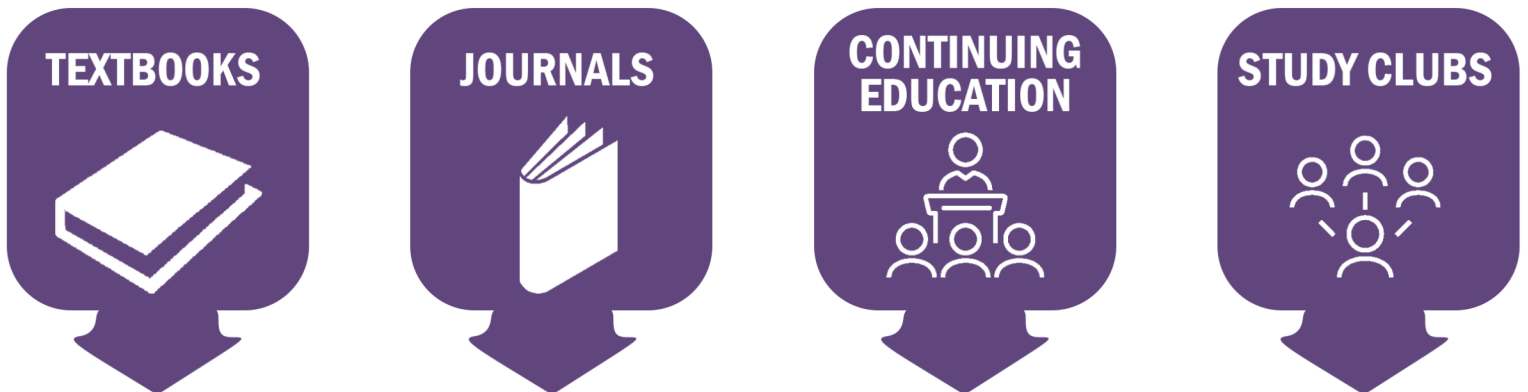 TEXTBOOKS
JOURNALS
CONTINUING
EDUCATION
STUDY CLUBS